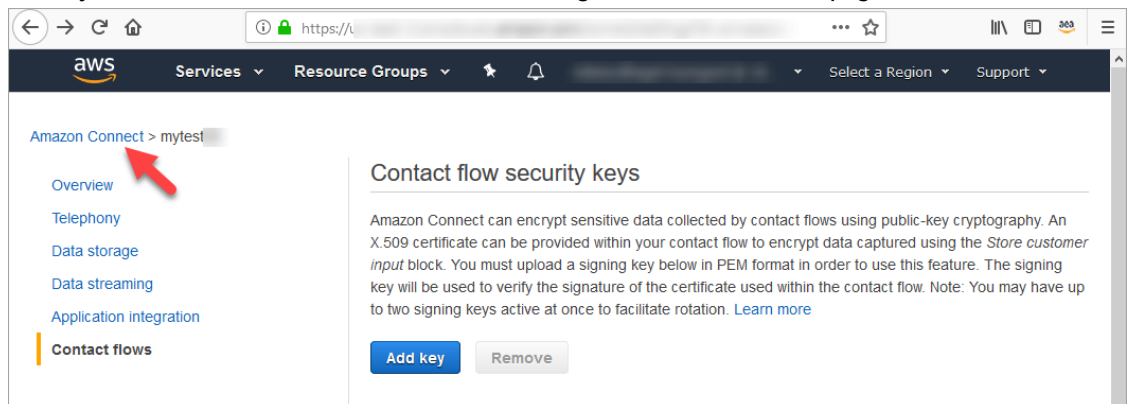 https://u
aws Services Resource Groups Select a Region Support
Amazon Connect > mytest
Overview
Telephony
Data storage
Data streaming
Application integration
Contact flows
Contact flow security keys
Amazon Connect can encrypt sensitive data collected by contact flows using public-key cryptography. An
X.509 certificate can be provided within your contact flow to encrypt data captured using the Store customer
input block. You must upload a signing key below in PEM format in order to use this feature. The signing
key will be used to verify the signature of the certificate used within the contact flow. Note: You may have up
to two signing keys active at once to facilitate rotation. Learn more
Add key Remove